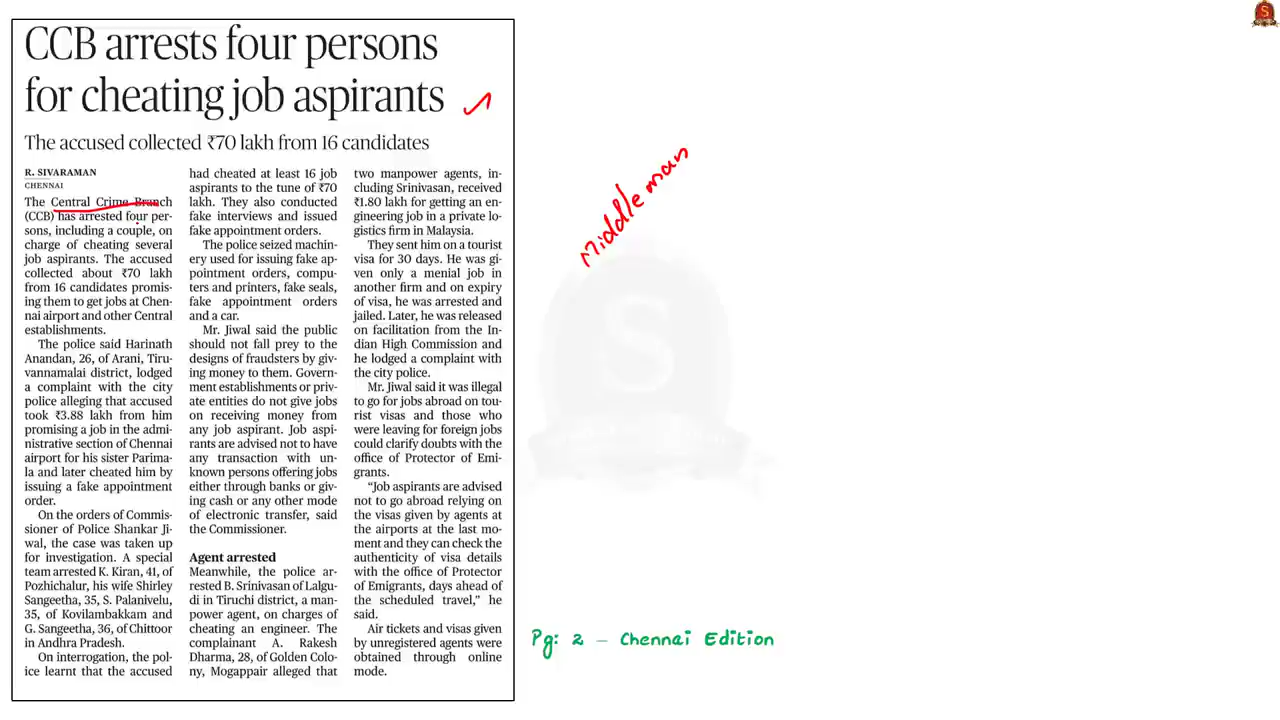 CCB arrests four persons
for cheating job aspirants
The accused collected ₹70 lakh from 16 candidates
R. SIVARAMAN
CHENNAI
The Central Crime Branch
(CCB) has arrested four per-
sons, including a couple, on
charge of cheating several
job aspirants. The accused
collected about ₹70 lakh
from 16 candidates promis-
ing them to get jobs at Chen-
nai airport and other Central
establishments.
The police said Harinath
Anandan, 26, of Arani, Tiru-
vannamalai district, lodged
a complaint with the city
police alleging that accused
took ₹3.88 lakh from him
promising a job in the ad-
ministrative section of Chennai
airport for his sister Parima-
la and later cheated him by
issuing a fake appointment
order.
On the orders of Commis-
sioner of Police Shankar Ji-
wal, the case was taken up
for investigation. A special
team arrested K. Kiran, 41, of
Pozhichalur, his wife Shirley
Sangeetha, 35, S. Palanivelu,
35, of Kovilambakkam and
G. Sangeetha, 36, of Chittoor
in Andhra Pradesh.
On interrogation, the pol-
ice learnt that the accused
had cheated at least 16 job
aspirants to the tune of ₹70
lakh. They also conducted
fake interviews and issued
fake appointment orders.
The police seized machin-
ery used for issuing fake ap-
pointment orders, compu-
ters and printers, fake seals,
fake appointment orders
and a car.
Mr. Jiwal said the public
should not fall prey to the
designs of fraudsters by giv-
ing money to them. Govern-
ment establishments or priv-
ate entities do not give jobs
on receiving money from
any job aspirant. Job aspi-
rants are advised not to have
any transaction with un-
known persons offering jobs
either through banks or giv-
ing cash or any other mode
of electronic transfer, said
the Commissioner.
Agent arrested
Meanwhile, the police ar-
rested B. Srinivasan of Lalgu-
di in Tiruchi district, a man-
power agent, on charges of
cheating an engineer. The
complainant A. Rakesh
Dharma, 28, of Golden Colo-
ny, Mogappair alleged that
two manpower agents, in-
cluding Srinivasan, received
₹1.80 lakh for getting an en-
gineering job in a private lo-
gistics firm in Malaysia.
They sent him on a tourist
visa for 30 days. He was gi-
ven only a menial job in
another firm and on expiry
of visa, he was arrested and
jailed. Later, he was released
on facilitation from the In-
dian High Commission and
he lodged a complaint with
the city police.
Mr. Jiwal said it was illegal
to go for jobs abroad on tou-
rist visas and those who
were leaving for foreign jobs
could clarify doubts with the
office of Protector of Emi-
grants.
“Job aspirants are advised
not to go abroad relying on
the visas given by agents at
the airports at the last mo-
ment and they can check the
authenticity of visa details
with the office of Protector
of Emigrants, days ahead of
the scheduled travel,” he
said.
Air tickets and visas given
by unregistered agents were
obtained through online
mode.
Middle man
Pg: 2 – Chennai Edition